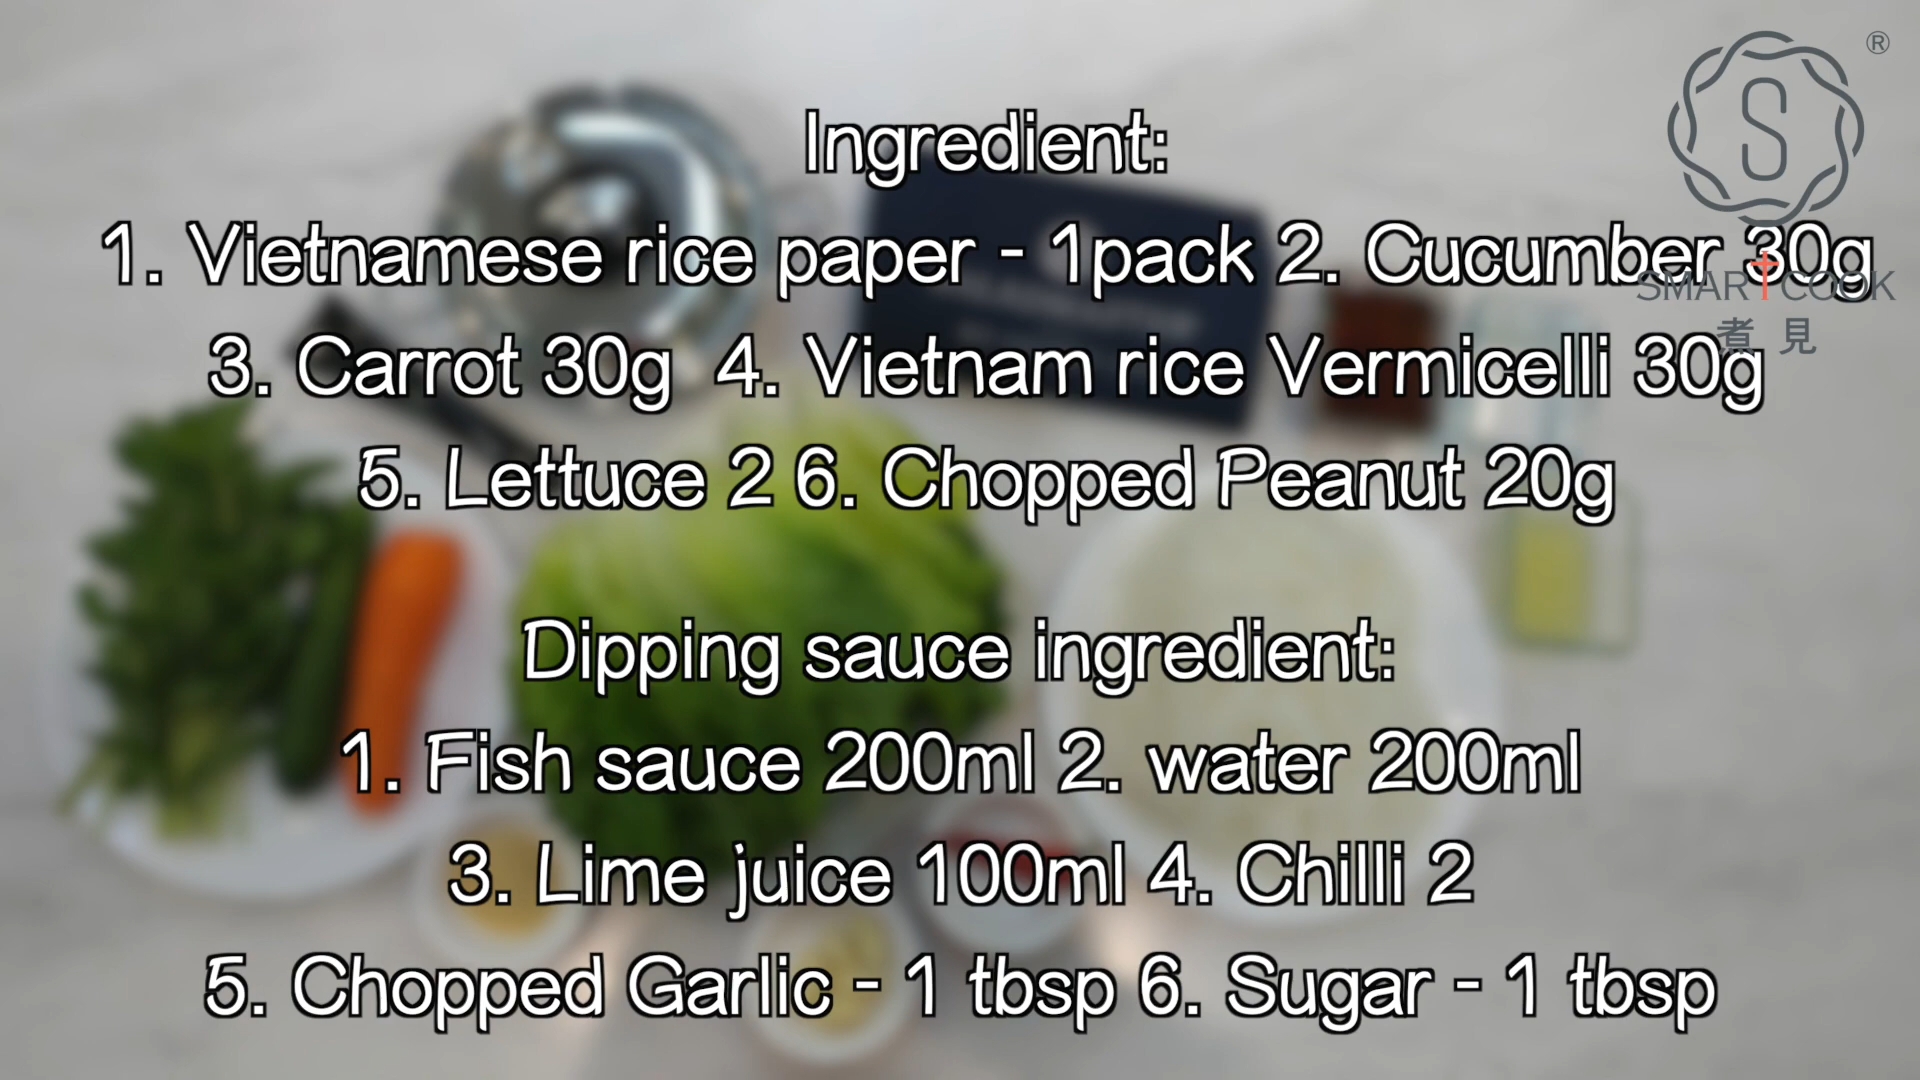 S
®
SMARTCOOK
煮見
Ingredient:
1. Vietnamese rice paper - 1pack 2. Cucumber 30g
3. Carrot 30g 4. Vietnam rice Vermicelli 30g
5. Lettuce 2 6. Chopped Peanut 20g
Dipping sauce ingredient:
1. Fish sauce 200ml 2. water 200ml
3. Lime juice 100ml 4. Chilli 2
5. Chopped Garlic - 1 tbsp 6. Sugar - 1 tbsp